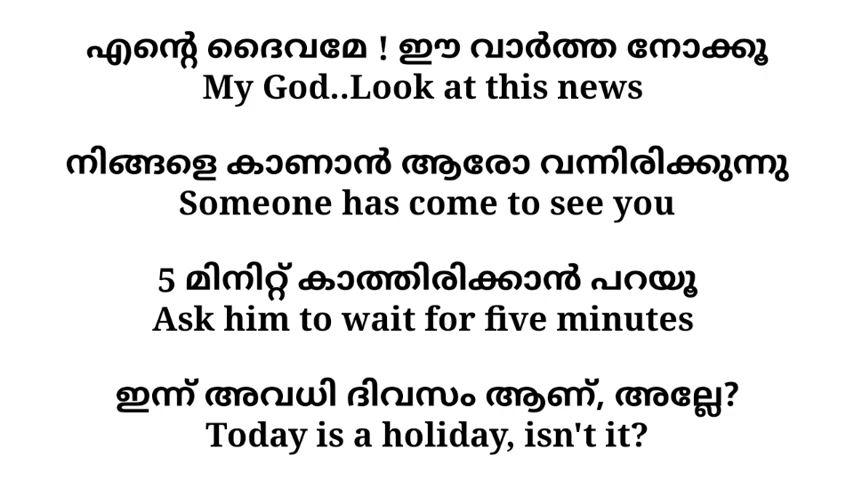 എന്റെ ദൈവമേ ! ഈ വാർത്ത നോക്കൂ
My God..Look at this news
നിങ്ങളെ കാണാൻ ആരോ വന്നിരിക്കുന്നു
Someone has come to see you
5 മിനിറ്റ് കാത്തിരിക്കാൻ പറയൂ
Ask him to wait for five minutes
ഇന്ന് അവധി ദിവസം ആണ്, അല്ലേ?
Today is a holiday, isn't it?